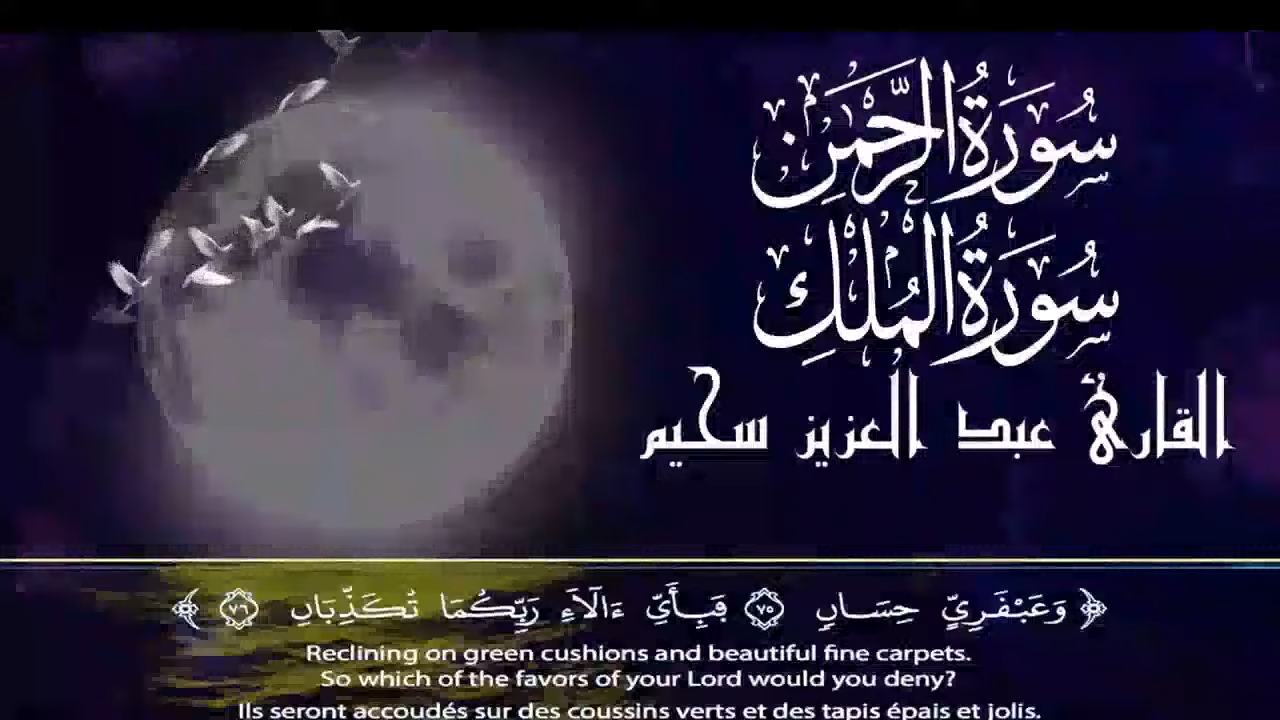 سُورَةُ الرَّحْمَٰنِ
سُورَةُ الْمُلْكِ
القارئ عبد العزيز سحيم
﴿ وَعَبْقَرِيٍّ حِسَانٍ ٧٥ فَبِأَيِّ ءَالَآءِ رَبِّكُمَا تُكَذِّبَانِ ٧٦ ﴾
Reclining on green cushions and beautiful fine carpets.
So which of the favors of your Lord would you deny?
Ils seront accoudés sur des coussins verts et des tapis épais et jolis.